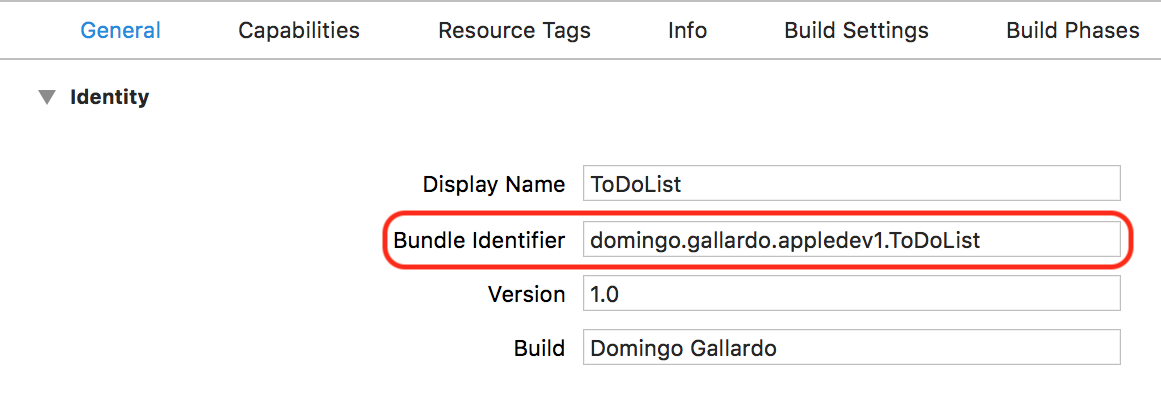 General Capabilities Resource Tags Info Build Settings Build Phases
Identity
Display Name ToDoList
Bundle Identifier domingo.gallardo.appledev1.ToDoList
Version 1.0
Build Domingo Gallardo